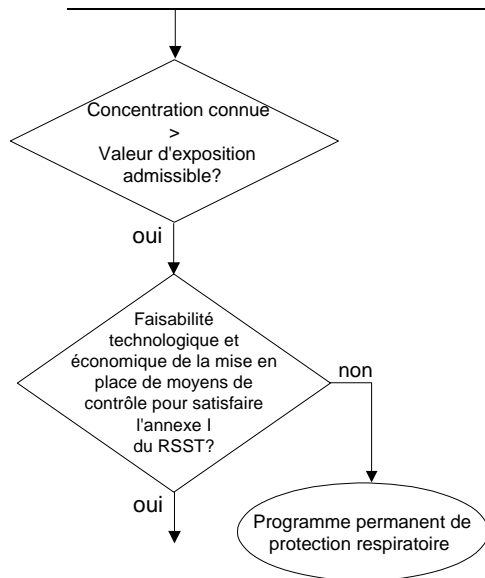 Concentration connue
>
Valeur d'exposition
admissible?
oui
Faisabilité
technologique et
économique de la mise en
place de moyens de
contrôle pour satisfaire
l'annexe I
du RSST?
non
oui
Programme permanent de
protection respiratoire